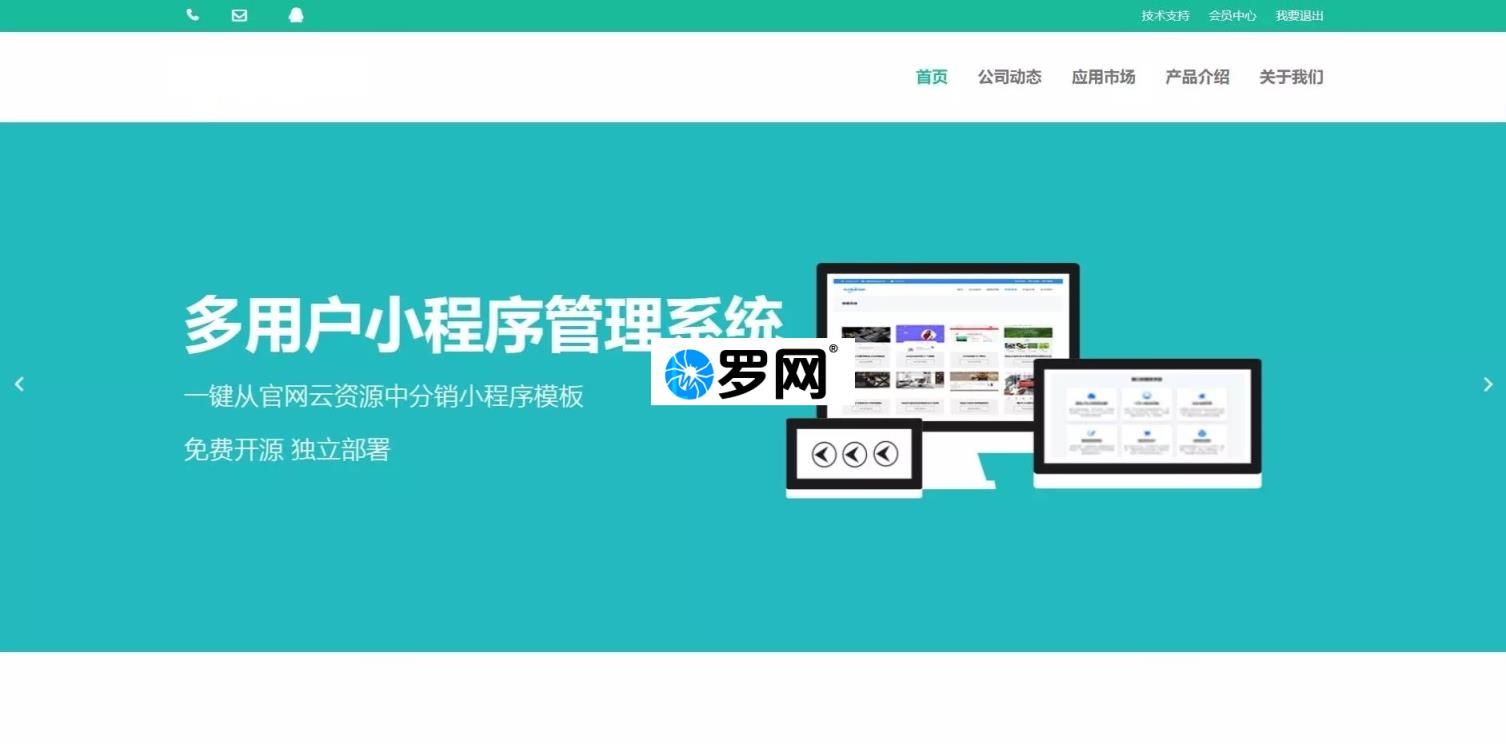 技术支持 会员中心 我要退出
首页 公司动态 应用市场 产品介绍 关于我们
多用户小程序管理系统
罗网®
一键从官网云资源中分销小程序模板
免费开源 独立部署